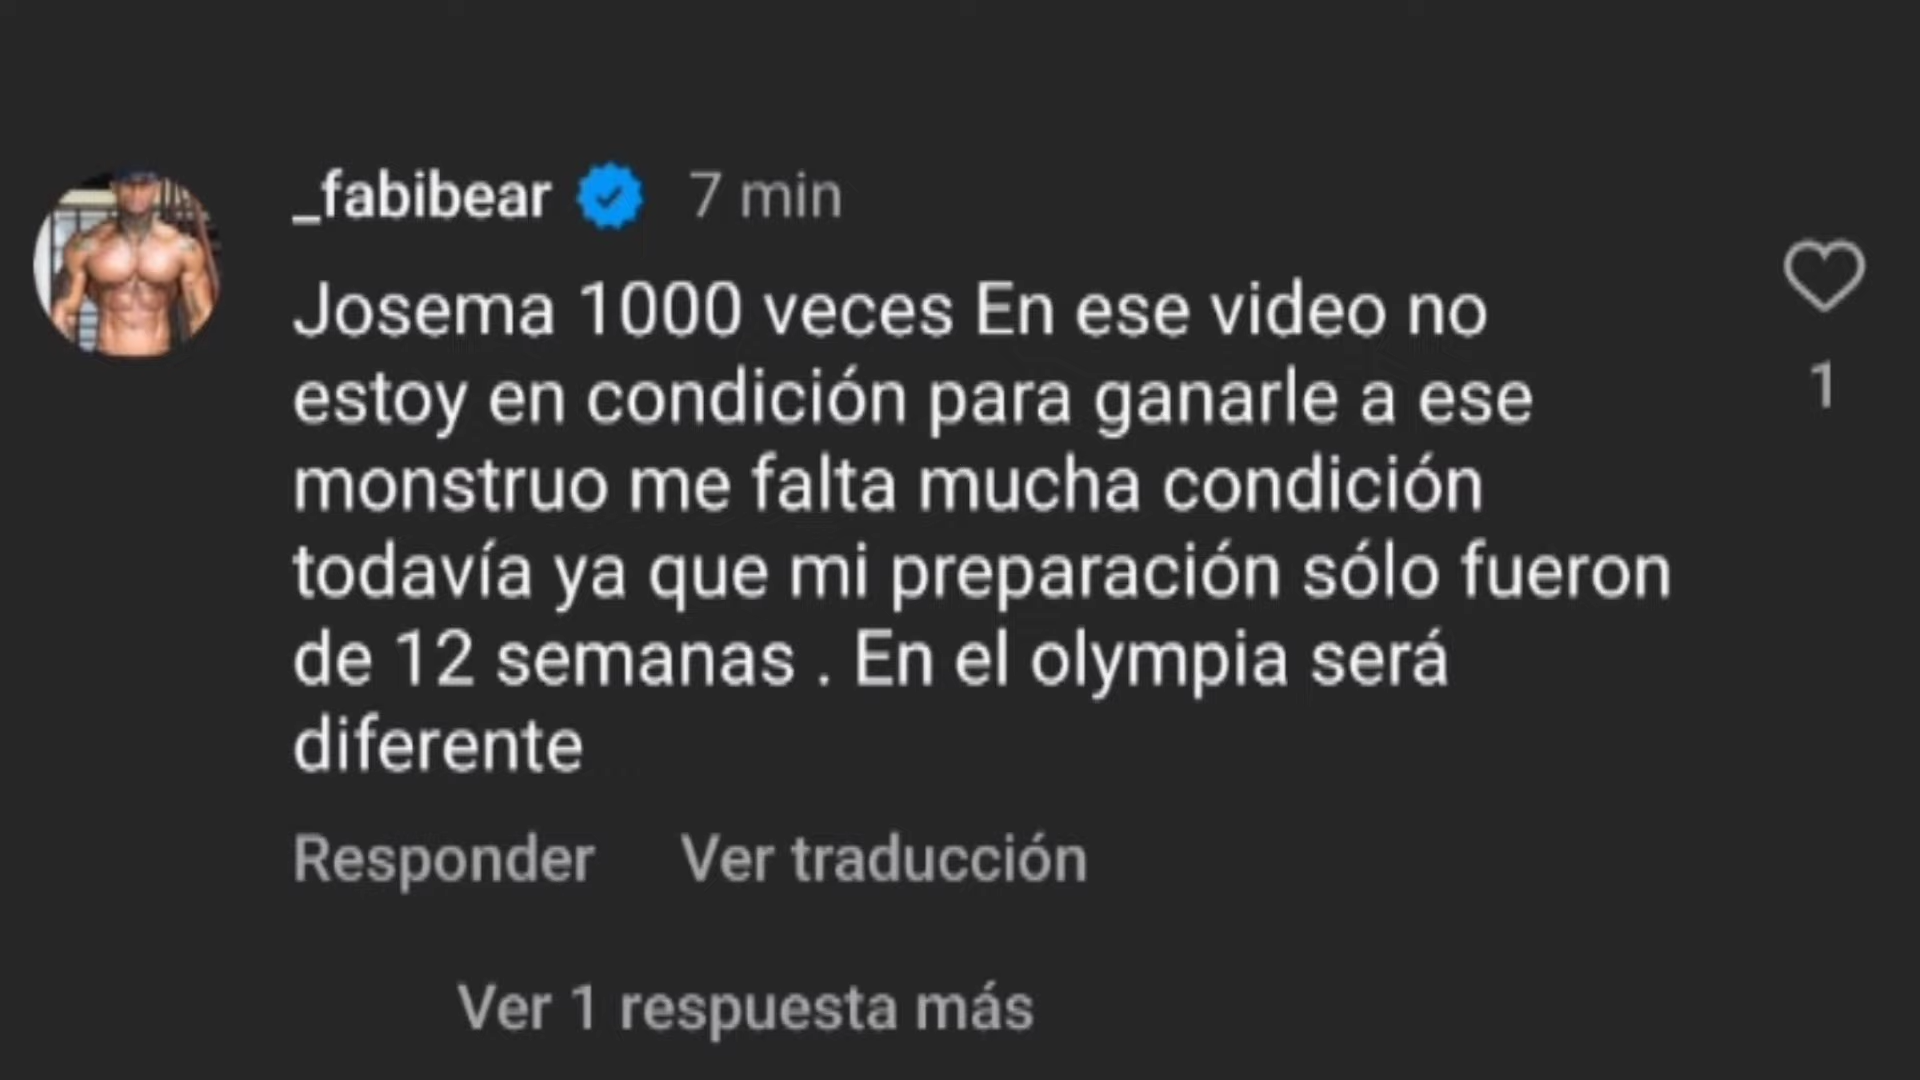 _fabibear 7 min
Josema 1000 veces En ese video no
estoy en condición para ganarle a ese
monstruo me falta mucha condición
todavía ya que mi preparación sólo fueron
de 12 semanas . En el olympia será
diferente
1
Responder Ver traducción
Ver 1 respuesta más